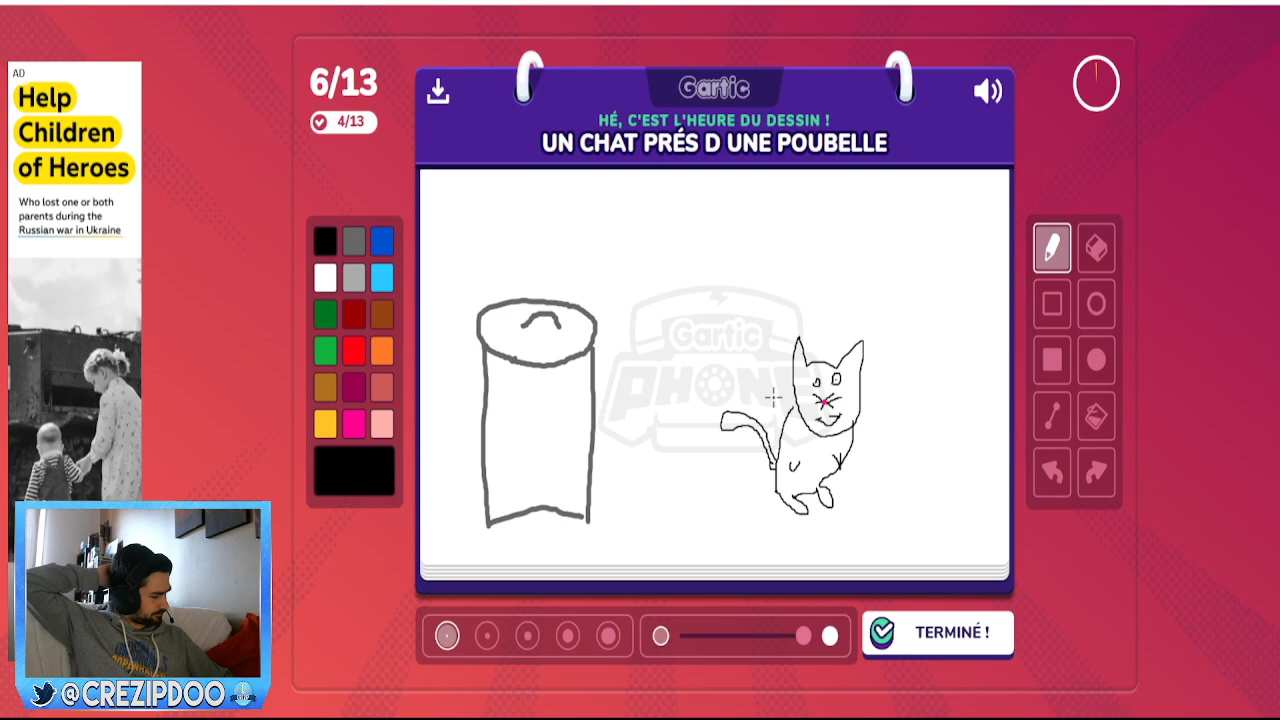 AD
Help
Children
of Heroes
Who lost one or both
parents during the
Russian war in Ukraine
6/13
4/13
Gartic
HÉ, C'EST L'HEURE DU DESSIN !
UN CHAT PRÉS D UNE POUBELLE
Gartic
PHONE
TERMINÉ !
@CREZIPDOO